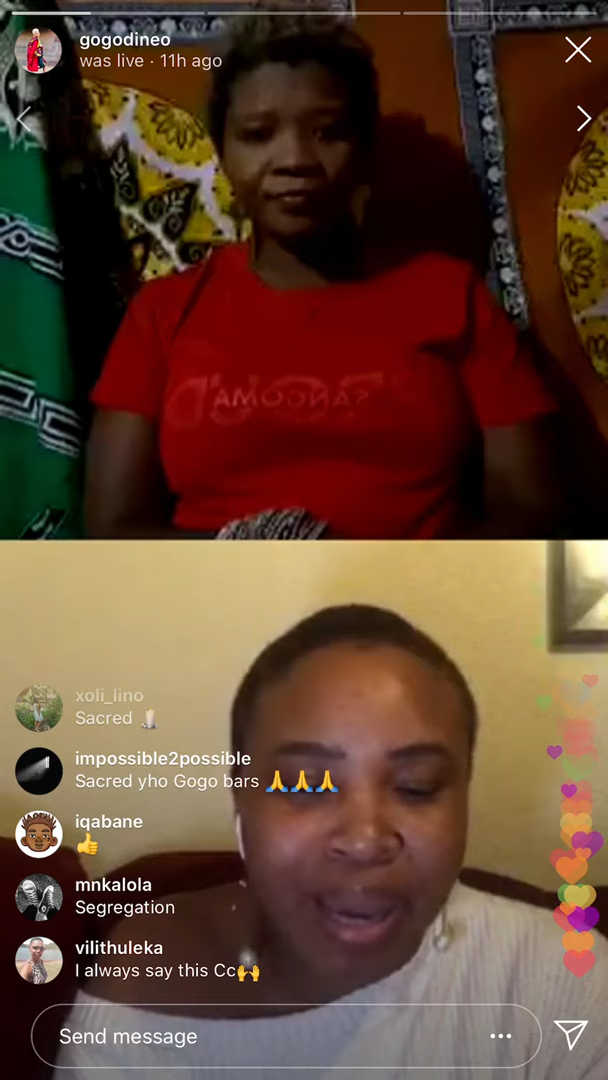 gogodineo
was live · 11h ago
xoli_lino
Sacred 🕯️
impossible2possible
Sacred yho Gogo bars 🙏🙏🙏
iqabane
👍
mnkalola
Segregation
vilithuleka
I always say this Cc🙌
Send message